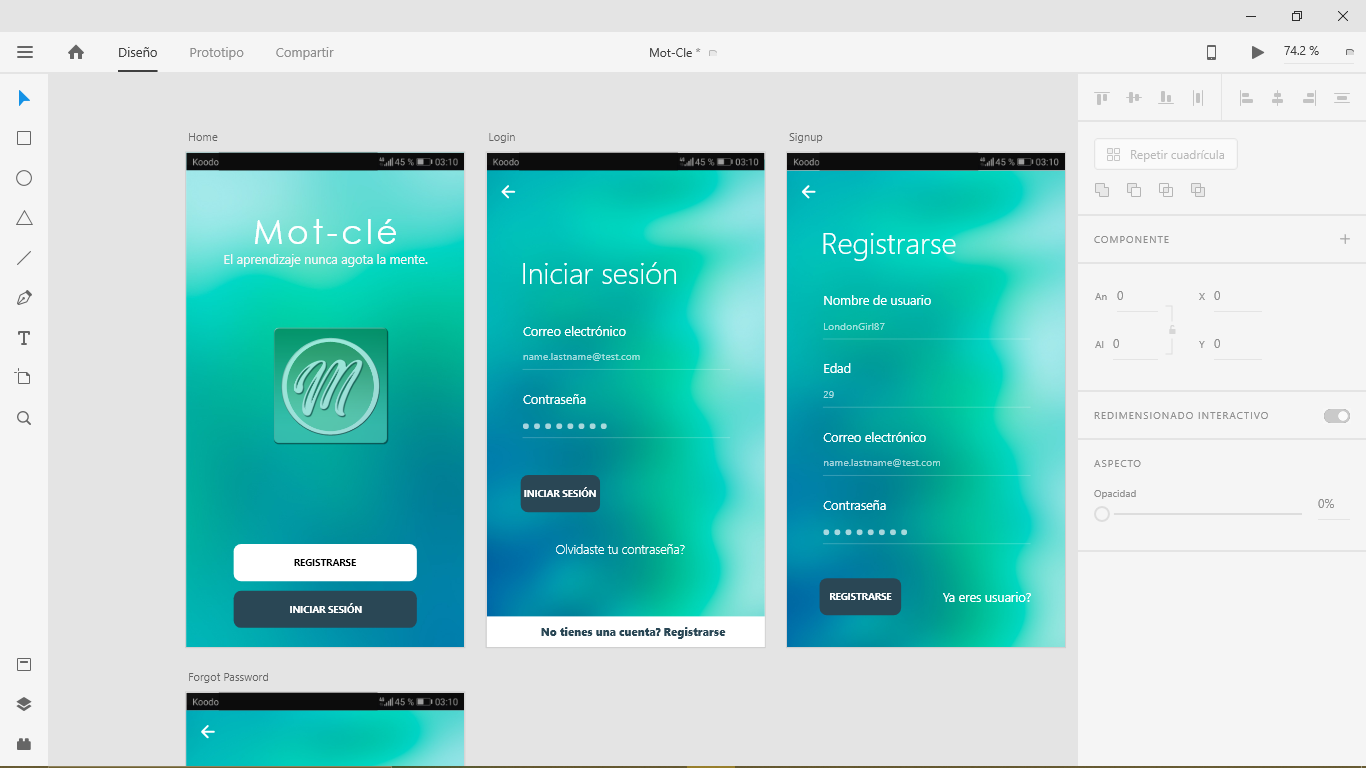 Diseño Prototipo Compartir Mot-Cle * 74.2 %
Home
Koodo 45 % 03:10
Mot-clé
El aprendizaje nunca agota la mente.
M
REGISTRARSE
INICIAR SESIÓN
Login
Koodo 45 % 03:10
Iniciar sesión
Correo electrónico
name.lastname@test.com
Contraseña
INICIAR SESIÓN
Olvidaste tu contraseña?
No tienes una cuenta? Registrarse
Signup
Koodo 45 % 03:10
Registrarse
Nombre de usuario
LondonGirl87
Edad
29
Correo electrónico
name.lastname@test.com
Contraseña
REGISTRARSE Ya eres usuario?
Forgot Password
Koodo 45 % 03:10
Repetir cuadrícula
COMPONENTE
An 0 X 0
Al 0 Y 0
REDIMENSIONADO INTERACTIVO
ASPECTO
Opacidad
0%